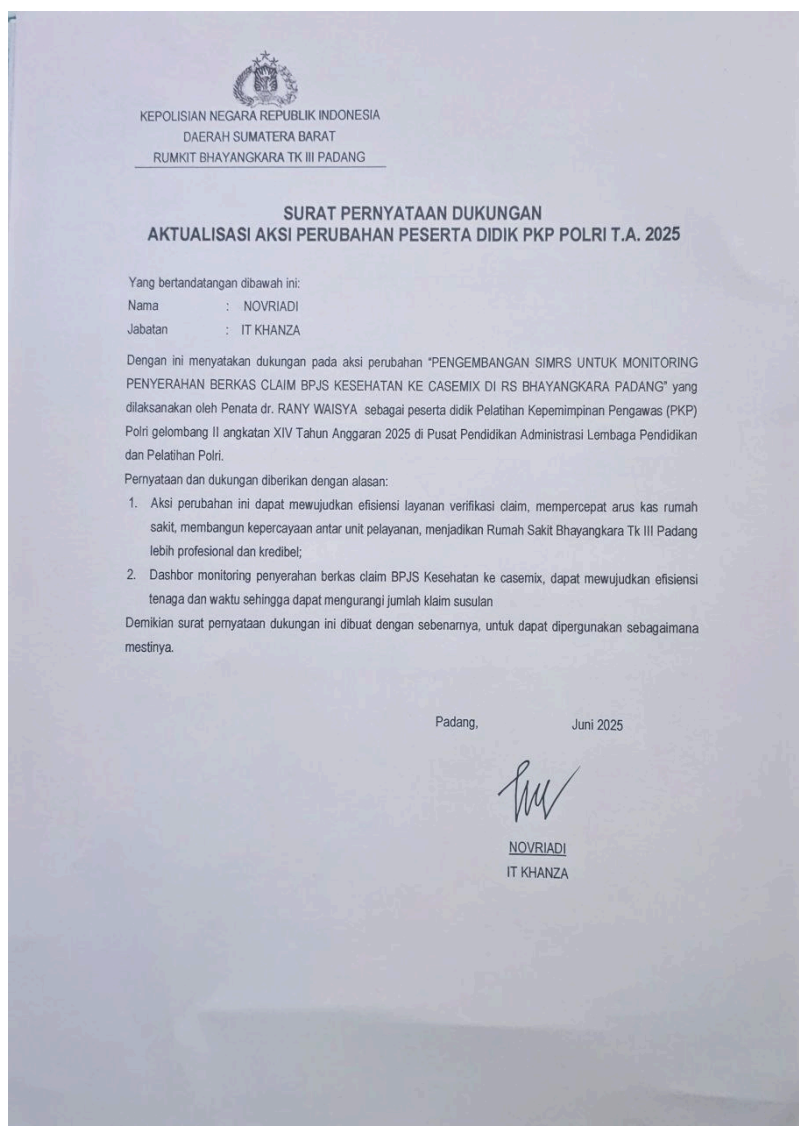 KEPOLISIAN NEGARA REPUBLIK INDONESIA
DAERAH SUMATERA BARAT
RUMKIT BHAYANGKARA TK III PADANG
SURAT PERNYATAAN DUKUNGAN
AKTUALISASI AKSI PERUBAHAN PESERTA DIDIK PKP POLRI T.A. 2025
Yang bertandatangan dibawah ini:
Nama : NOVRIADI
Jabatan : IT KHANZA
Dengan ini menyatakan dukungan pada aksi perubahan "PENGEMBANGAN SIMRS UNTUK MONITORING
PENYERAHAN BERKAS CLAIM BPJS KESEHATAN KE CASEMIX DI RS BHAYANGKARA PADANG" yang
dilaksanakan oleh Penata dr. RANY WAISYA sebagai peserta didik Pelatihan Kepemimpinan Pengawas (PKP)
Polri gelombang II angkatan XIV Tahun Anggaran 2025 di Pusat Pendidikan Administrasi Lembaga Pendidikan
dan Pelatihan Polri.
Pernyataan dan dukungan diberikan dengan alasan:
1. Aksi perubahan ini dapat mewujudkan efisiensi layanan verifikasi claim, mempercepat arus kas rumah
sakit, membangun kepercayaan antar unit pelayanan, menjadikan Rumah Sakit Bhayangkara Tk III Padang
lebih profesional dan kredibel;
2. Dashbor monitoring penyerahan berkas claim BPJS Kesehatan ke casemix, dapat mewujudkan efisiensi
tenaga dan waktu sehingga dapat mengurangi jumlah klaim susulan
Demikian surat pernyataan dukungan ini dibuat dengan sebenarnya, untuk dapat dipergunakan sebagaimana
mestinya.
Padang, Juni 2025
NOVRIADI
IT KHANZA